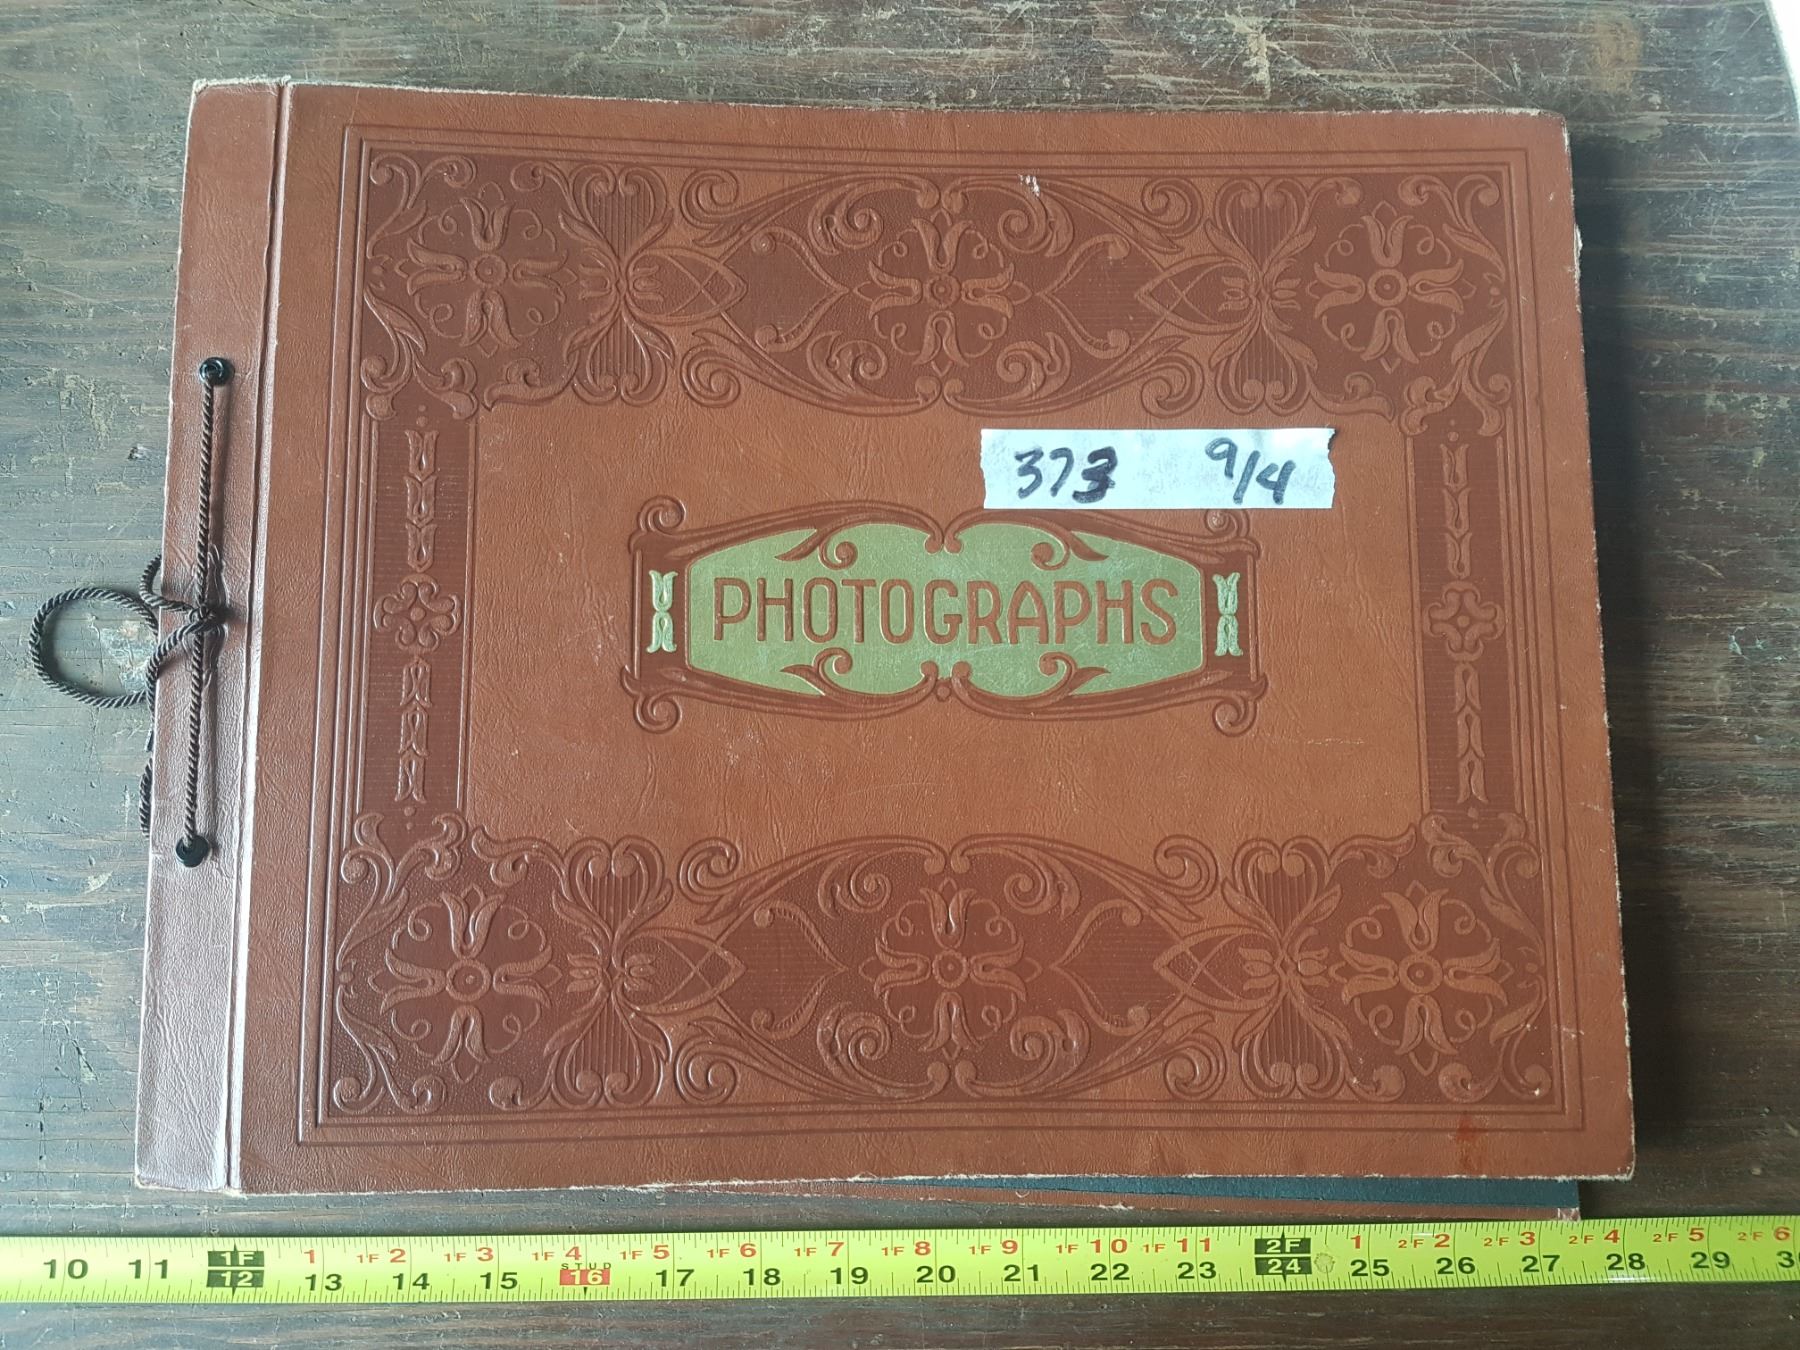 373 9/4
PHOTOGRAPHS
1F 1 1F 2 1F 3 1F 4 1F 5 1F 6 1F 7 1F 8 1F 9 1F 10 1F 11 2F 1 2F 2 2F 3 2F 4 2F 5 2F 6
STUD
10 11 12 13 14 15 16 17 18 19 20 21 22 23 24 25 26 27 28 29